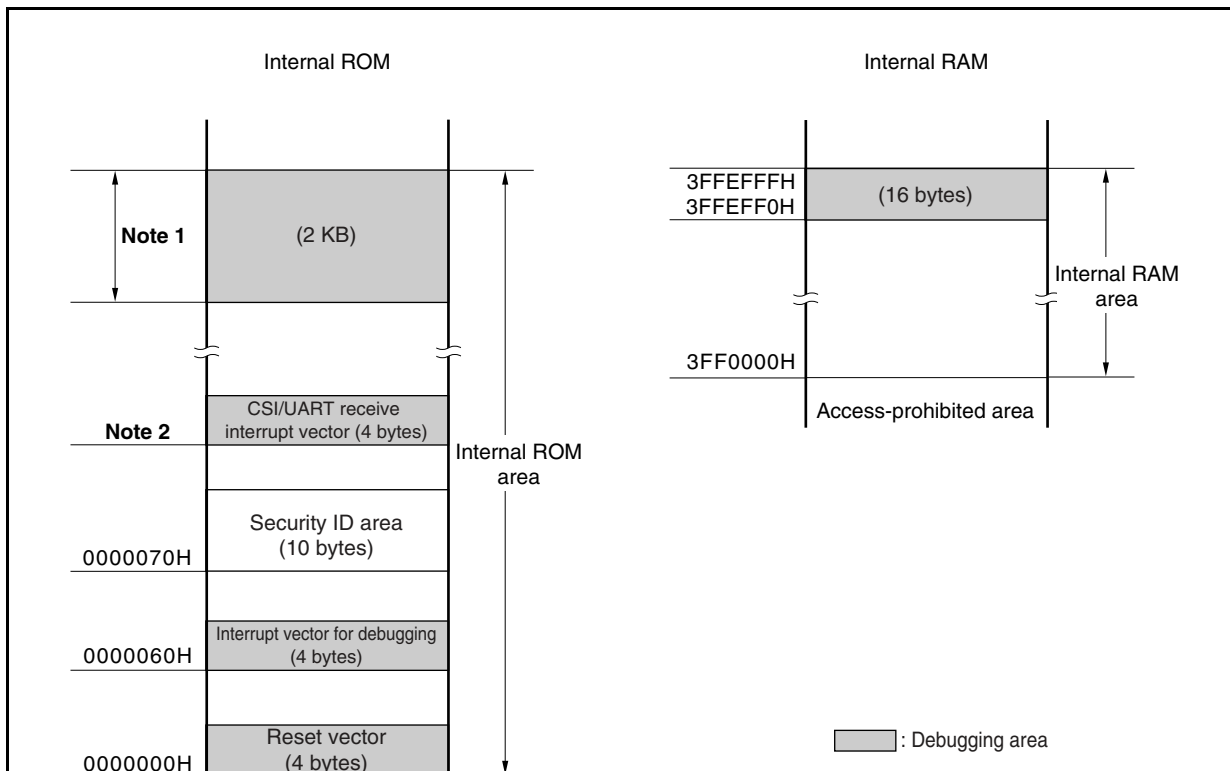 Internal ROM
Note 1
(2 KB)
CSI/UART receive
interrupt vector (4 bytes)
Note 2
Internal ROM
area
Security ID area
(10 bytes)
0000070H
Interrupt vector for debugging
(4 bytes)
0000060H
Reset vector
(4 bytes)
0000000H
Internal RAM
3FFEFFFH
3FFEFF0H
(16 bytes)
Internal RAM
area
3FF0000H
Access-prohibited area
: Debugging area